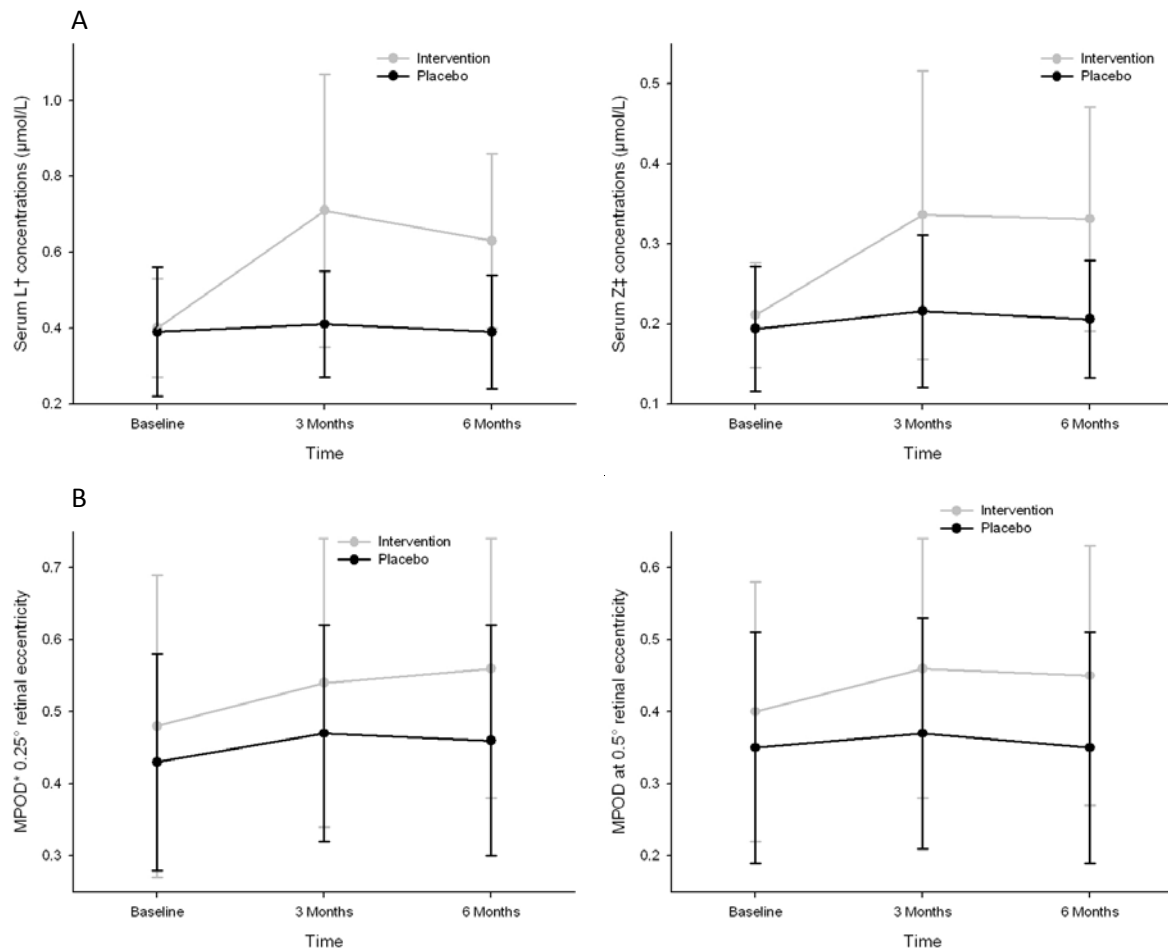 A
Intervention
Placebo
Serum L† concentrations (µmol/L)
1.0
0.8
0.6
0.4
0.2
Baseline
3 Months
6 Months
Time
Intervention
Placebo
Serum Z‡ concentrations (µmol/L)
0.5
0.4
0.3
0.2
0.1
Baseline
3 Months
6 Months
Time
B
Intervention
Placebo
MPOD* 0.25° retinal eccentricity
0.7
0.6
0.5
0.4
0.3
Baseline
3 Months
6 Months
Time
Intervention
Placebo
MPOD at 0.5° retinal eccentricity
0.6
0.5
0.4
0.3
0.2
Baseline
3 Months
6 Months
Time